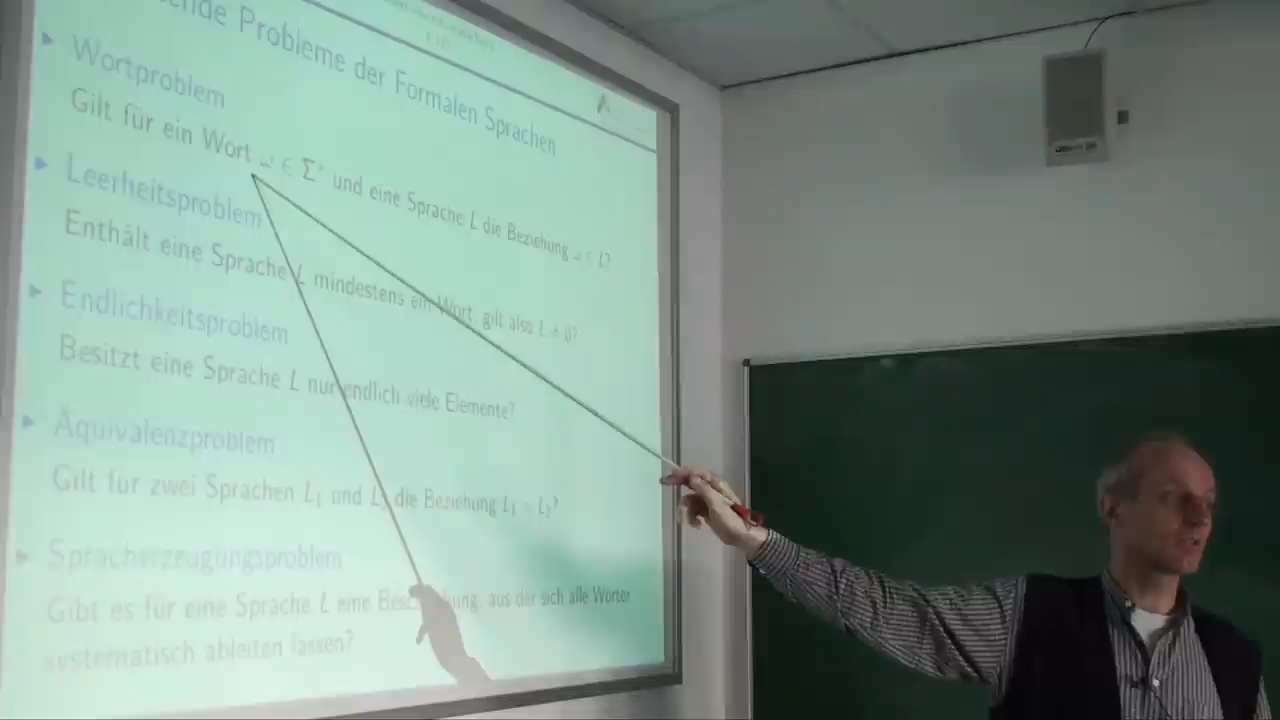 Probleme der Formalen Sprachen
Wortproblem
Gilt für ein Wort ω ∈ Σ* und eine Sprache L die Beziehung ω ∈ L?
Leerheitsproblem
Enthält eine Sprache L mindestens ein Wort, gilt also L ≠ ∅?
Endlichkeitsproblem
Besitzt eine Sprache L nur endlich viele Elemente?
Äquivalenzproblem
Gilt für zwei Sprachen L₁ und L₂ die Beziehung L₁ = L₂?
Spracherzeugungsproblem
Gibt es für eine Sprache L eine Beschreibung, aus der sich alle Wörter
systematisch ableiten lassen?